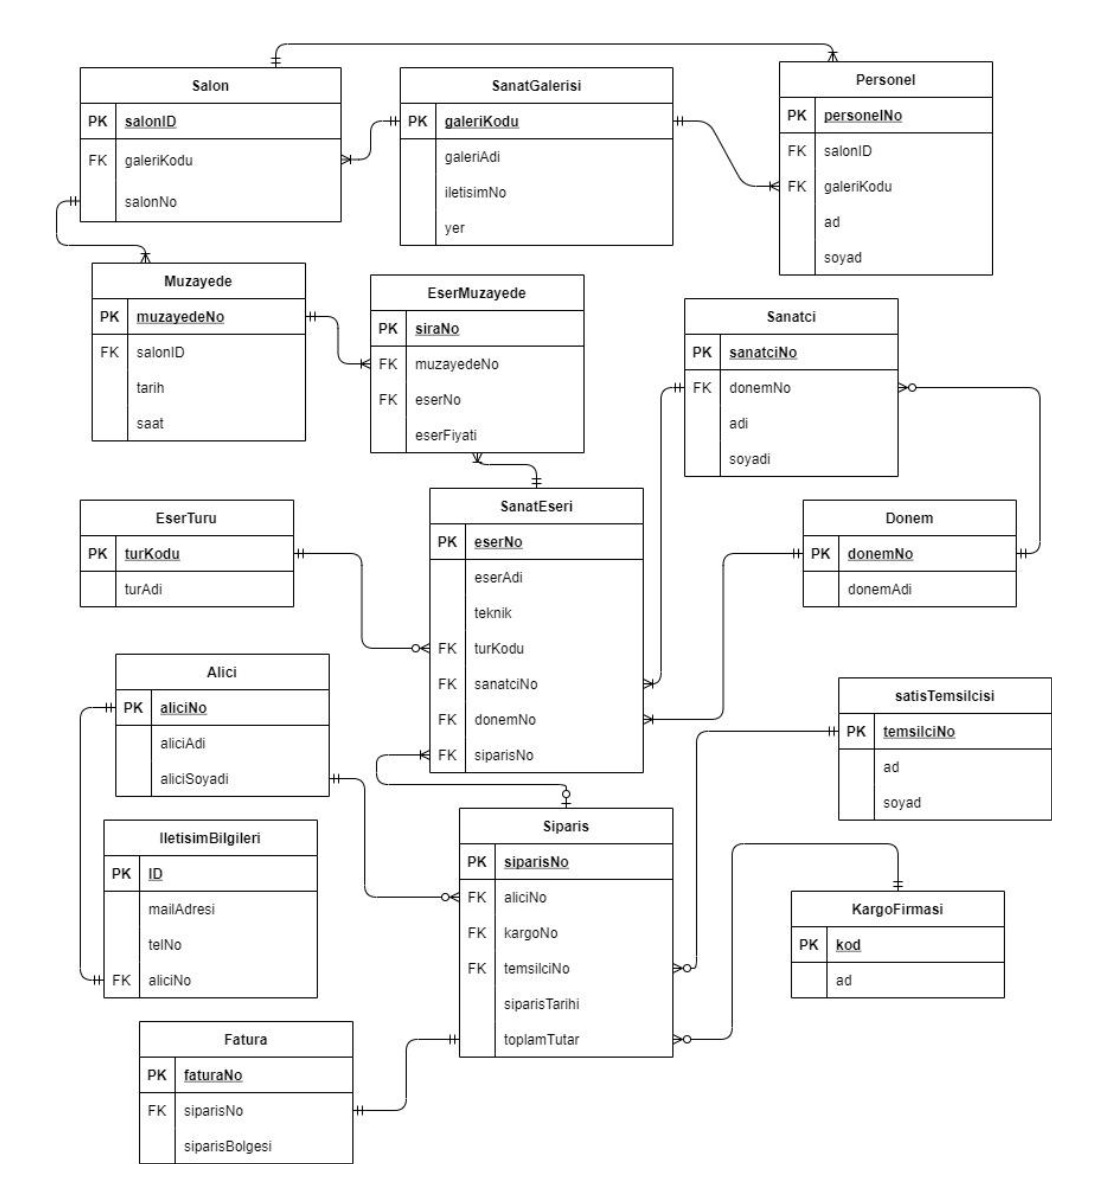 Salon
PK salonID
FK galeriKodu
salonNo
SanatGalerisi
PK galeriKodu
galeriAdi
iletisimNo
yer
Personel
PK personelNo
FK salonID
FK galeriKodu
ad
soyad
Muzayede
PK muzayedeNo
FK salonID
tarih
saat
EserMuzayede
PK siraNo
FK muzayedeNo
FK eserNo
eserFiyati
Sanatci
PK sanatciNo
FK donemNo
adi
soyadi
EserTuru
PK turKodu
turAdi
SanatEseri
PK eserNo
eserAdi
teknik
FK turKodu
FK sanatciNo
FK donemNo
FK siparisNo
Donem
PK donemNo
donemAdi
Alici
PK aliciNo
aliciAdi
aliciSoyadi
satisTemsilcisi
PK temsilciNo
ad
soyad
IletisimBilgileri
PK ID
mailAdresi
telNo
FK aliciNo
Siparis
PK siparisNo
FK aliciNo
FK kargoNo
FK temsilciNo
siparisTarihi
toplamTutar
KargoFirmasi
PK kod
ad
Fatura
PK faturaNo
FK siparisNo
siparisBolgesi